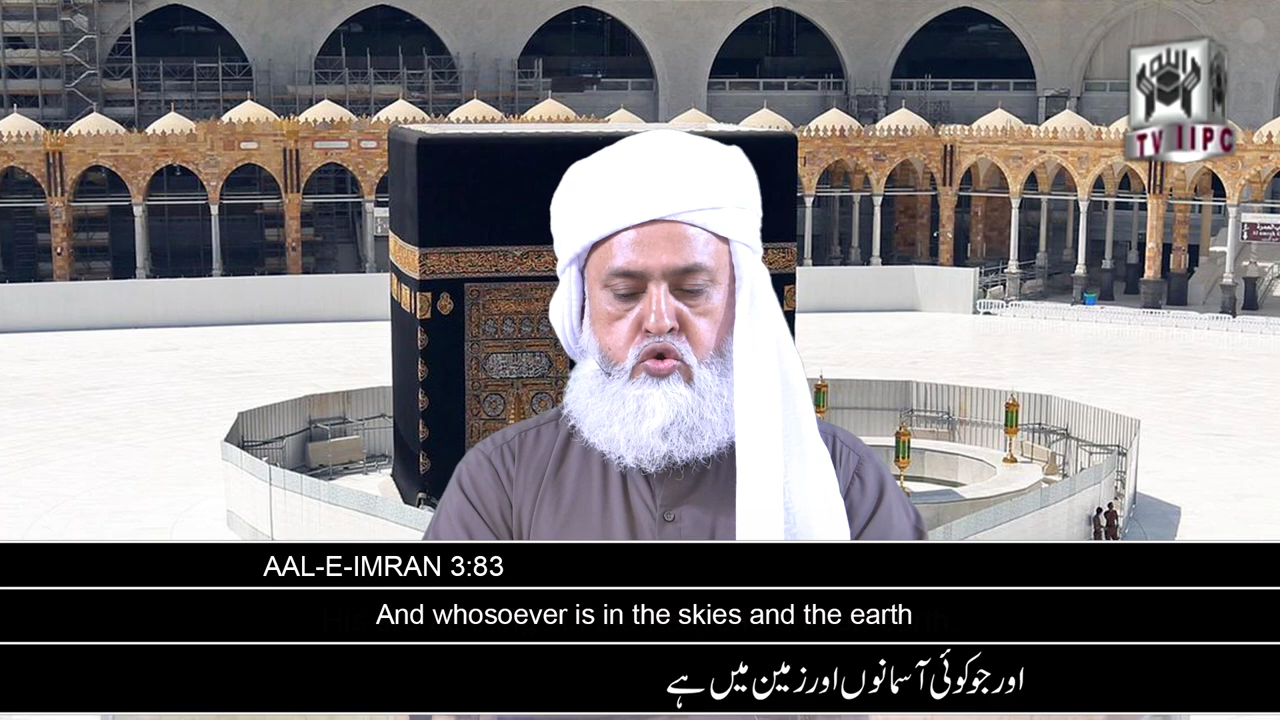 الله
TV IIPC
AAL-E-IMRAN 3:83
And whosoever is in the skies and the earth
اور جو کوئی آسمانوں اور زمین میں ہے